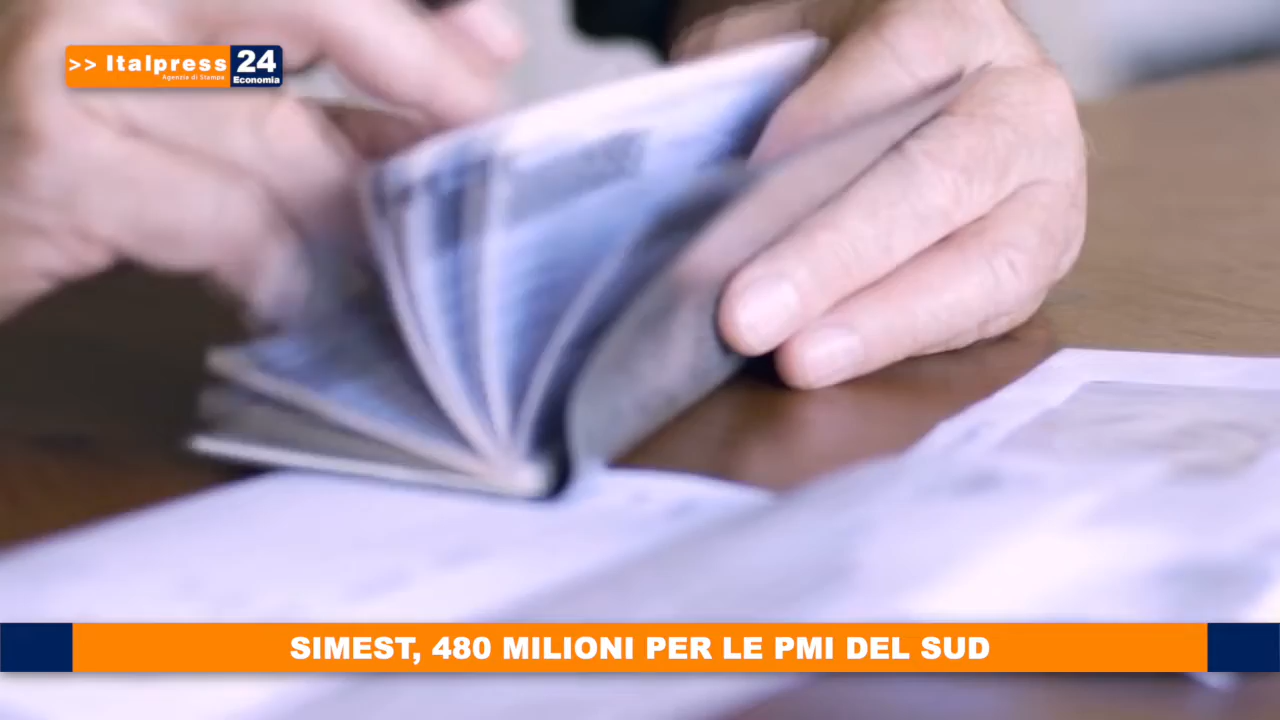 >> Italpress 24
Agenzia di Stampa Economia
SIMEST, 480 MILIONI PER LE PMI DEL SUD